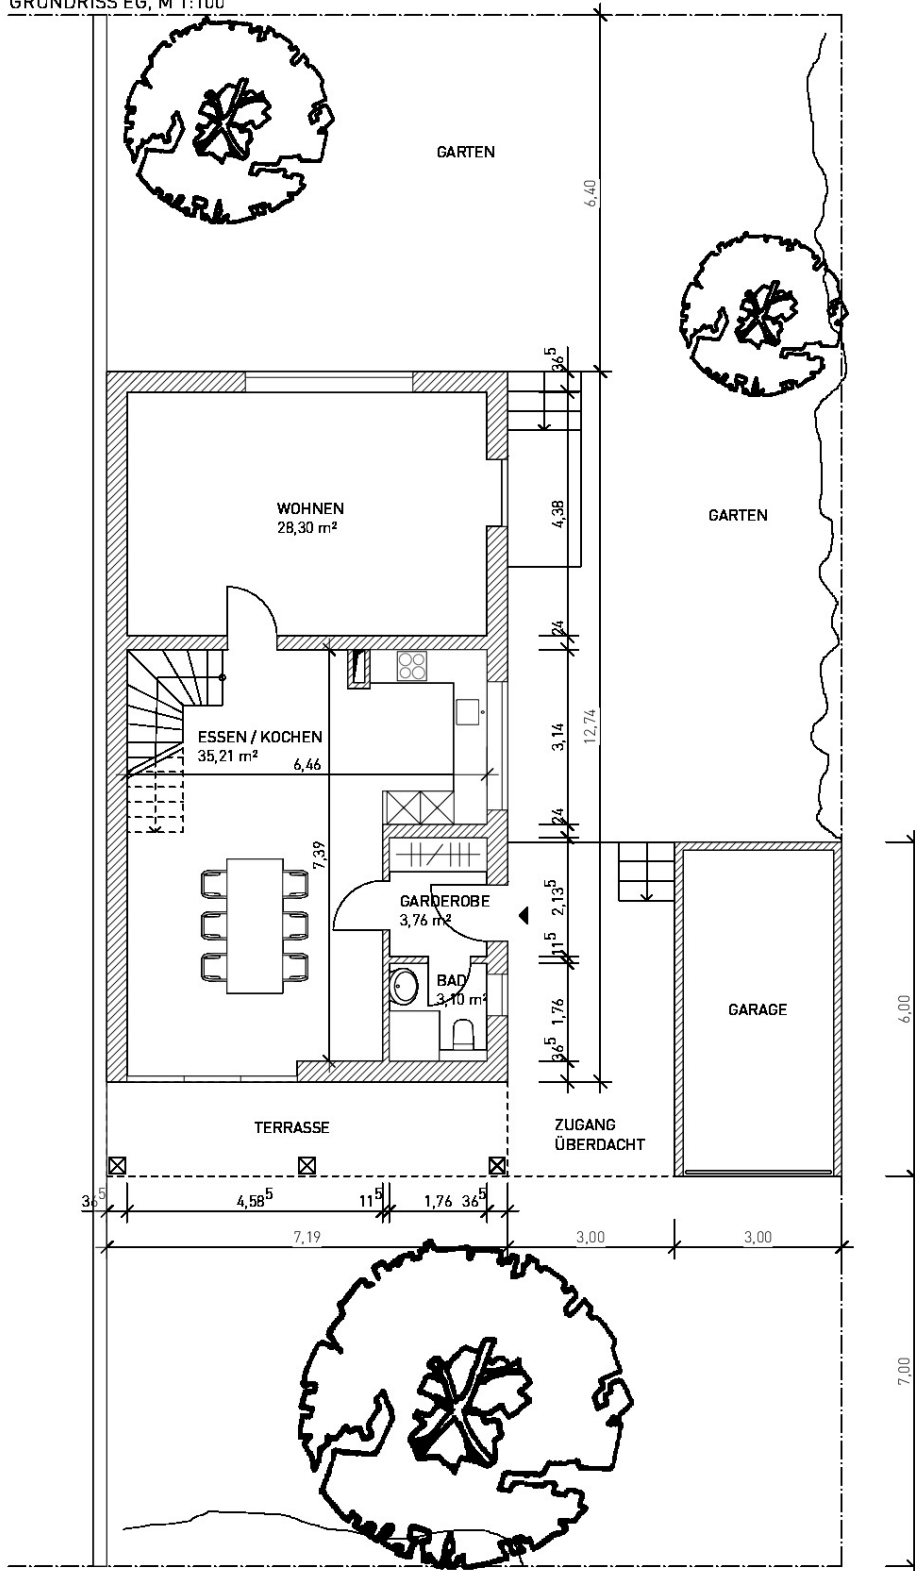 GRUNDRISS EG, M 1:100
GARTEN
6,40
36⁵
WOHNEN
28,30 m²
4,38
GARTEN
24
ESSEN / KOCHEN
35,21 m²
6,46
3,14
12,74
24
7,39
GARDEROBE
3,76 m²
2,13⁵
11⁵
BAD
3,10 m²
1,76
36⁵
GARAGE
6,00
TERRASSE
ZUGANG
ÜBERDACHT
36⁵ 4,58⁵ 11⁵ 1,76 36⁵
7,19 3,00 3,00
7,00